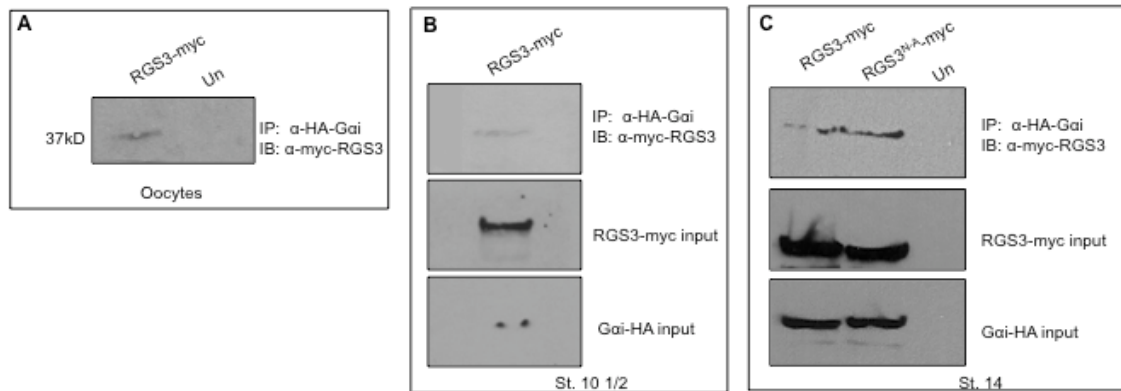 A
RGS3-myc
Un
37kD
IP: α-HA-Gαi
IB: α-myc-RGS3
Oocytes
B
RGS3-myc
IP: α-HA-Gαi
IB: α-myc-RGS3
RGS3-myc input
Gαi-HA input
St. 10 1/2
C
RGS3-myc
RGS3N-A-myc
Un
IP: α-HA-Gαi
IB: α-myc-RGS3
RGS3-myc input
Gαi-HA input
St. 14